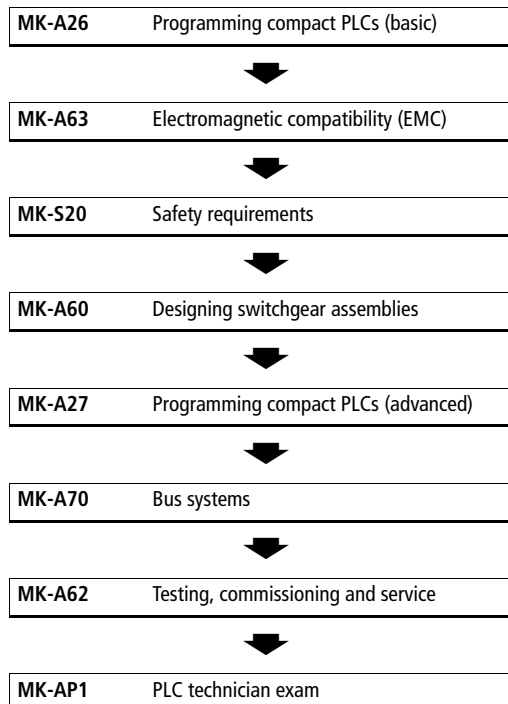 MK-A26 Programming compact PLCs (basic)
MK-A63 Electromagnetic compatibility (EMC)
MK-S20 Safety requirements
MK-A60 Designing switchgear assemblies
MK-A27 Programming compact PLCs (advanced)
MK-A70 Bus systems
MK-A62 Testing, commissioning and service
MK-AP1 PLC technician exam